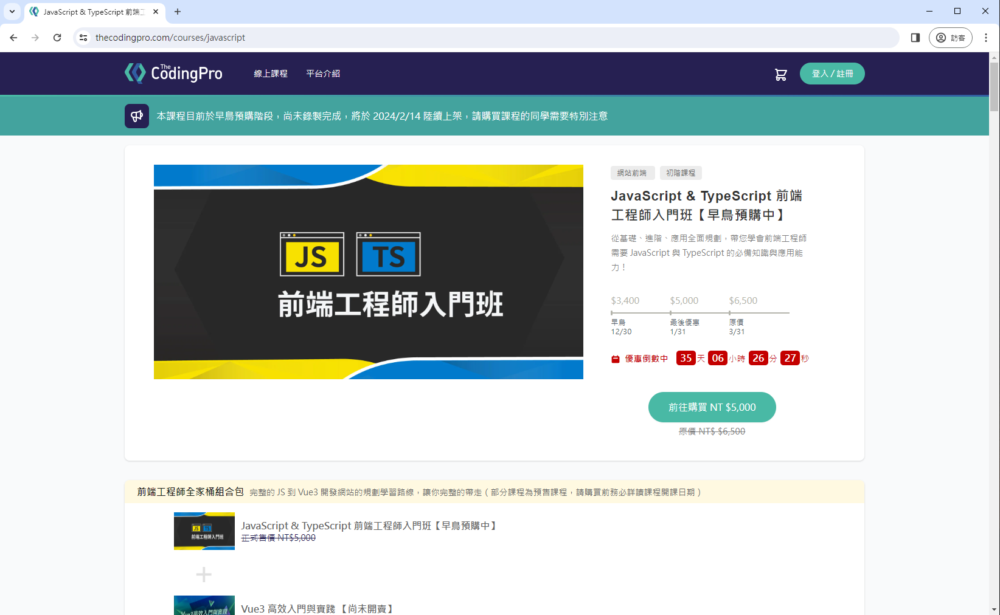 JavaScript & TypeScript 前端工
thecodingpro.com/courses/javascript
訪客
The CodingPro
線上課程
平台介紹
登入 / 註冊
本課程目前於早鳥預購階段，尚未錄製完成，將於 2024/2/14 陸續上架，請購買課程的同學需要特別注意
JS TS
前端工程師入門班
網站前端 初階課程
JavaScript & TypeScript 前端
工程師入門班【早鳥預購中】
從基礎、進階、應用全面規劃，帶您學會前端工程師
需要 JavaScript 與 TypeScript 的必備知識與應用能
力！
$3,400 $5,000 $6,500
早鳥 最後優惠 原價
12/30 1/31 3/31
優惠倒數中 35 天 06 小時 26 分 27 秒
前往購買 NT $5,000
原價 NT$ $6,500
前端工程師全家桶組合包 完整的 JS 到 Vue3 開發網站的規劃學習路線，讓你完整的帶走 ( 部分課程為預售課程，請購買前務必詳讀課程開課日期 )
JS TS
前端工程師入門班
JavaScript & TypeScript 前端工程師入門班【早鳥預購中】
正式售價 NT$5,000
Vue3高效入門與實踐
Vue3 高效入門與實踐 【尚未開賣】